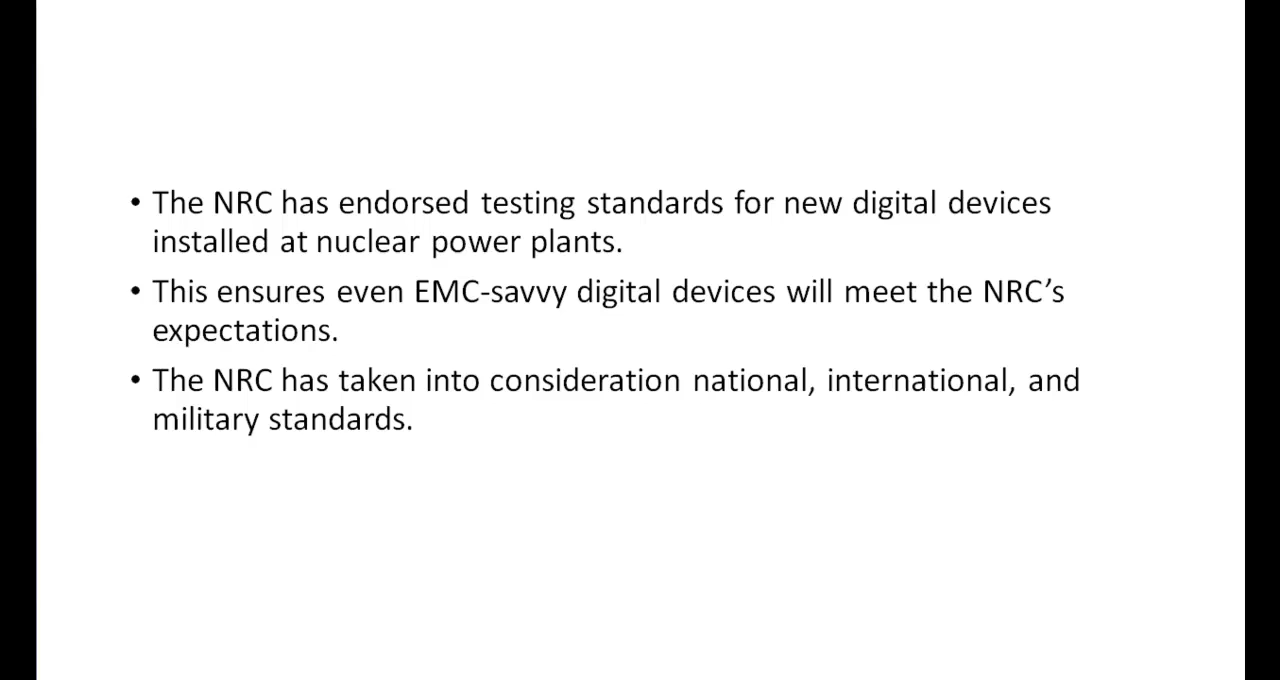 • The NRC has endorsed testing standards for new digital devices
installed at nuclear power plants.
• This ensures even EMC-savvy digital devices will meet the NRC’s
expectations.
• The NRC has taken into consideration national, international, and
military standards.